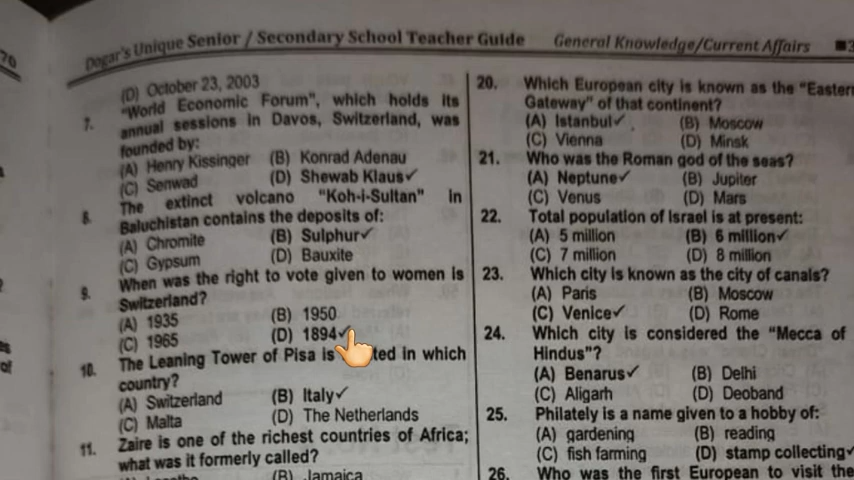 70
Dogar's Unique Senior / Secondary School Teacher Guide
General Knowledge/Current Affairs
(D) October 23, 2003
7. "World Economic Forum", which holds its
annual sessions in Davos, Switzerland, was
founded by:
(A) Henry Kissinger (B) Konrad Adenau
(C) Senwad (D) Shewab Klaus✓
8. The extinct volcano "Koh-i-Sultan" in
Baluchistan contains the deposits of:
(A) Chromite (B) Sulphur✓
(C) Gypsum (D) Bauxite
9. When was the right to vote given to women is
Switzerland?
(A) 1935 (B) 1950
(C) 1965 (D) 1894✓
10. The Leaning Tower of Pisa is ted in which
country?
(A) Switzerland (B) Italy✓
(C) Malta (D) The Netherlands
11. Zaire is one of the richest countries of Africa;
what was it formerly called?
(B) Jamaica
20. Which European city is known as the "Eastern
Gateway" of that continent?
(A) Istanbul✓ (B) Moscow
(C) Vienna (D) Minsk
21. Who was the Roman god of the seas?
(A) Neptune✓ (B) Jupiter
(C) Venus (D) Mars
22. Total population of Israel is at present:
(A) 5 million (B) 6 million✓
(C) 7 million (D) 8 million
23. Which city is known as the city of canals?
(A) Paris (B) Moscow
(C) Venice✓ (D) Rome
24. Which city is considered the "Mecca of
Hindus"?
(A) Benarus✓ (B) Delhi
(C) Aligarh (D) Deoband
25. Philately is a name given to a hobby of:
(A) gardening (B) reading
(C) fish farming (D) stamp collecting✓
26. Who was the first European to visit the